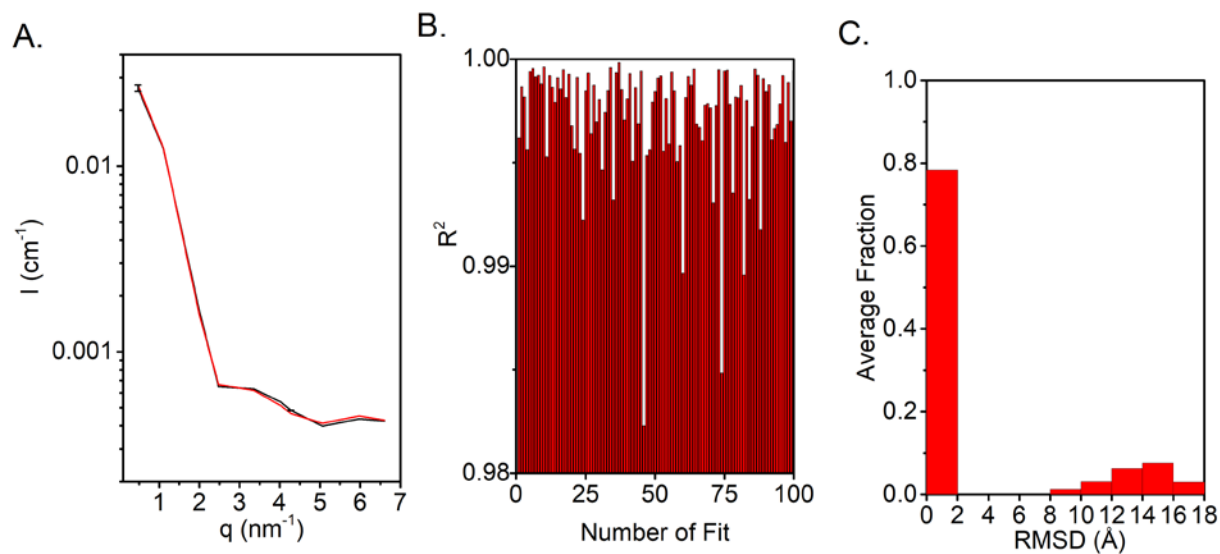 A.
I (cm⁻¹)
0.01
0.001
1 2 3 4 5 6 7
q (nm⁻¹)
B.
R²
1.00
0.99
0.98
0 25 50 75 100
Number of Fit
C.
Average Fraction
1.0
0.8
0.6
0.4
0.2
0.0
0 2 4 6 8 10 12 14 16 18
RMSD (Å)